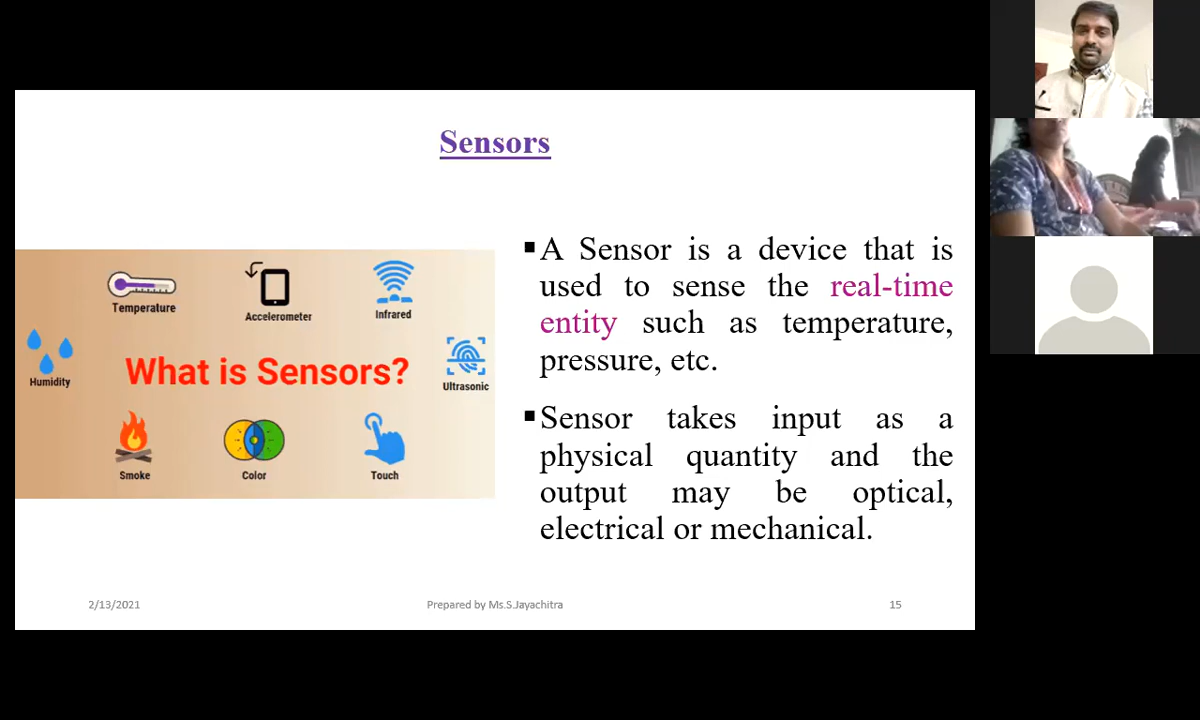 Sensors
Temperature
Accelerometer
Infrared
Humidity
What is Sensors?
Ultrasonic
Smoke
Color
Touch
▪A Sensor is a device that is
used to sense the real-time
entity such as temperature,
pressure, etc.
▪Sensor takes input as a
physical quantity and the
output may be optical,
electrical or mechanical.
2/13/2021
Prepared by Ms.S.Jayachitra
15